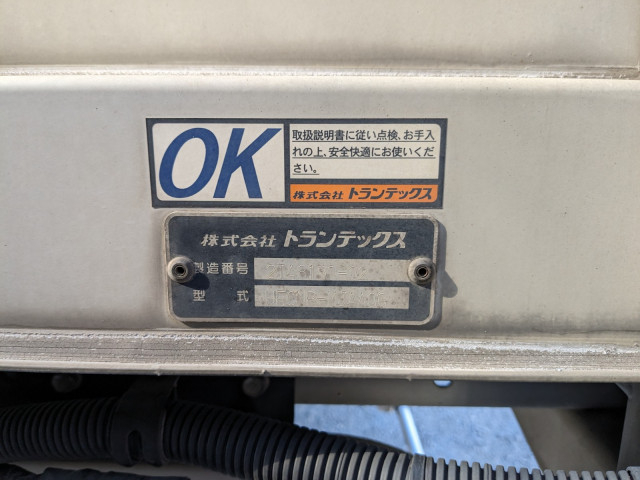 OK
取扱説明書に従い点検、お手入
れの上、安全快適にお使いくだ
さい。
株式会社 トランテックス
株式会社 トランテックス
製造番号
型 式